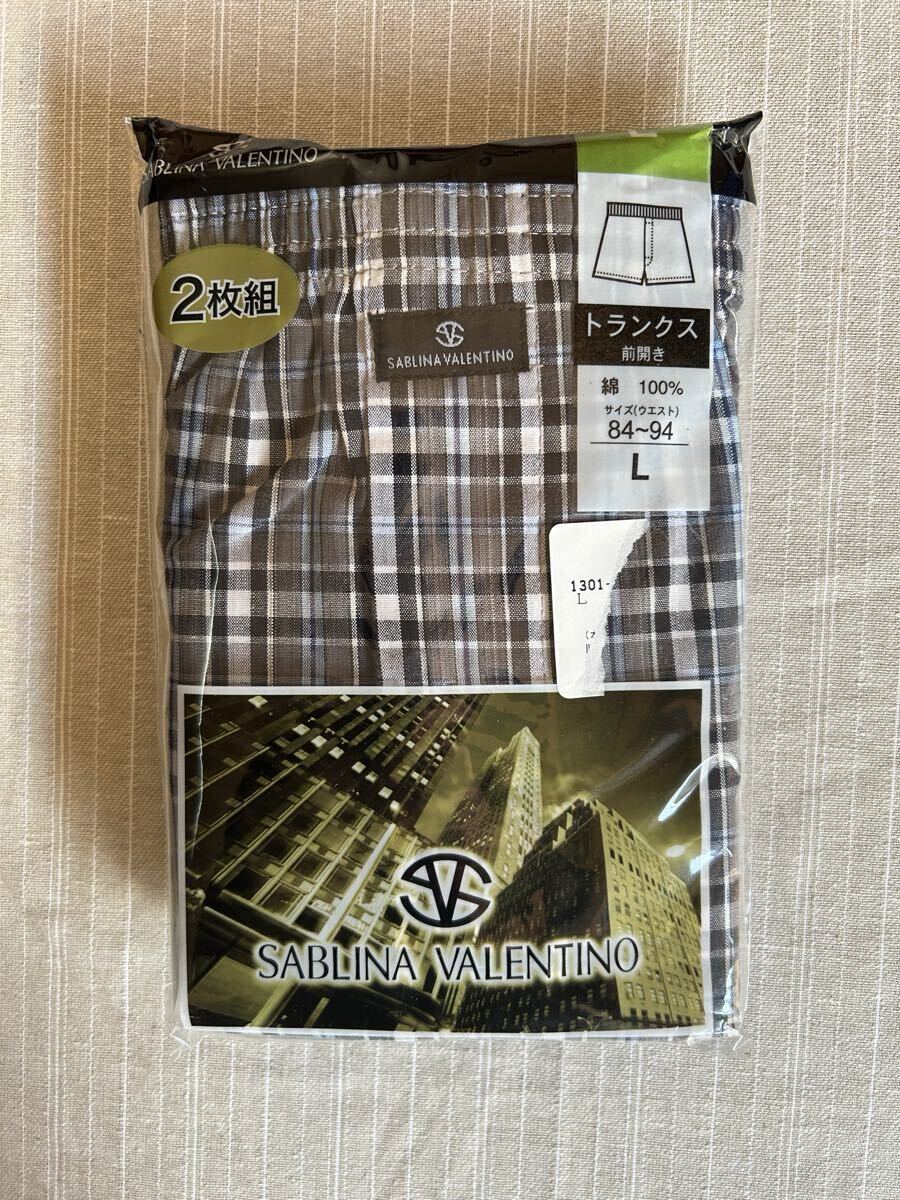 SABLINA VALENTINO
2枚組
SABLINA VALENTINO
トランクス
前開き
綿 100%
サイズ(ウエスト)
84~94
L
1301-
L
SABLINA VALENTINO